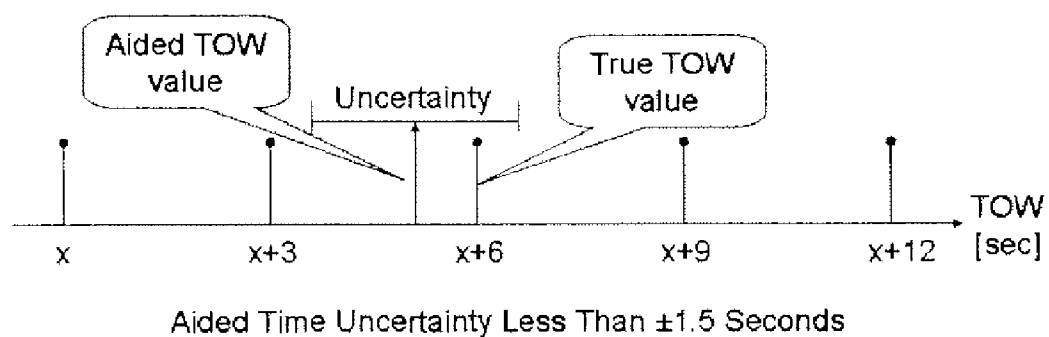 Aided TOW
value
Uncertainty
True TOW
value
x x+3 x+6 x+9 x+12
TOW
[sec]
Aided Time Uncertainty Less Than ±1.5 Seconds